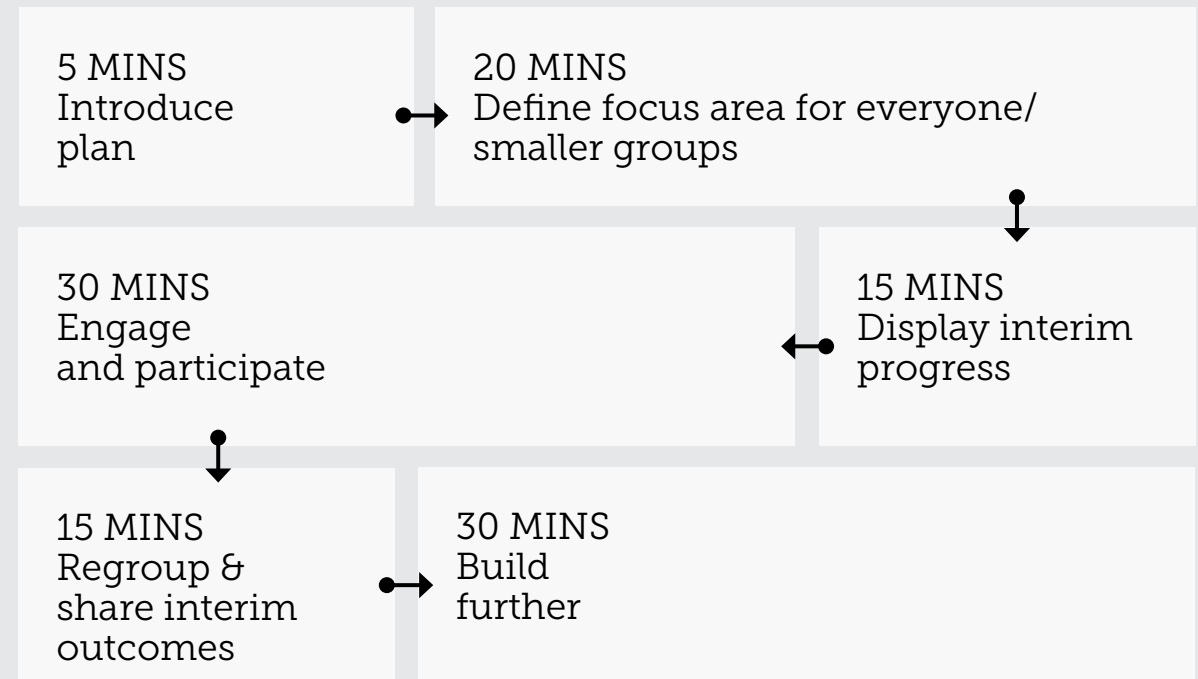 5 MINS
Introduce
plan
20 MINS
Define focus area for everyone/
smaller groups
15 MINS
Display interim
progress
30 MINS
Engage
and participate
15 MINS
Regroup &
share interim
outcomes
30 MINS
Build
further